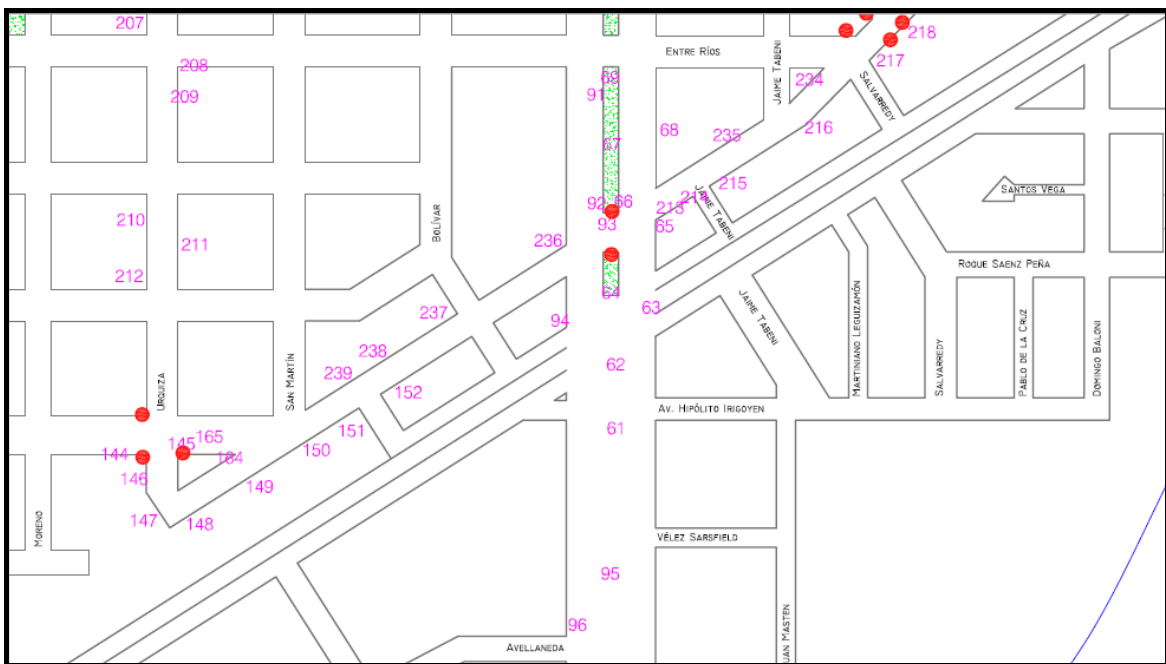 207
218
ENTRE RÍOS
JAIME TABENI
217
208
69
234
SALVARREDY
209
91
68
235
216
67
215
SANTOS VEGA
92
66
213
JAIME TABENI
210
93
65
BOLÍVAR
211
236
212
ROQUE SAENZ PEÑA
64
63
237
94
JAIME TABENI
MARTINIANO LEGUIZAMÓN
238
62
SALVARREDY
PABLO DE LA CRUZ
DOMINGO BALONI
239
152
URQUIZA
SAN MARTÍN
AV. HIPÓLITO IRIGOYEN
151
61
165
145
150
144
164
146
149
147
148
MORENO
VÉLEZ SARSFIELD
95
96
AVELLANEDA
UAN MASTEN